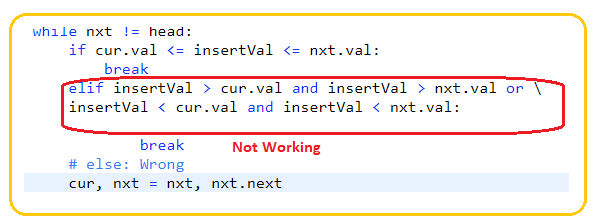 while nxt != head:
if cur.val <= insertVal <= nxt.val:
break
elif insertVal > cur.val and insertVal > nxt.val or \
insertVal < cur.val and insertVal < nxt.val:
break
Not Working
# else: Wrong
cur, nxt = nxt, nxt.next